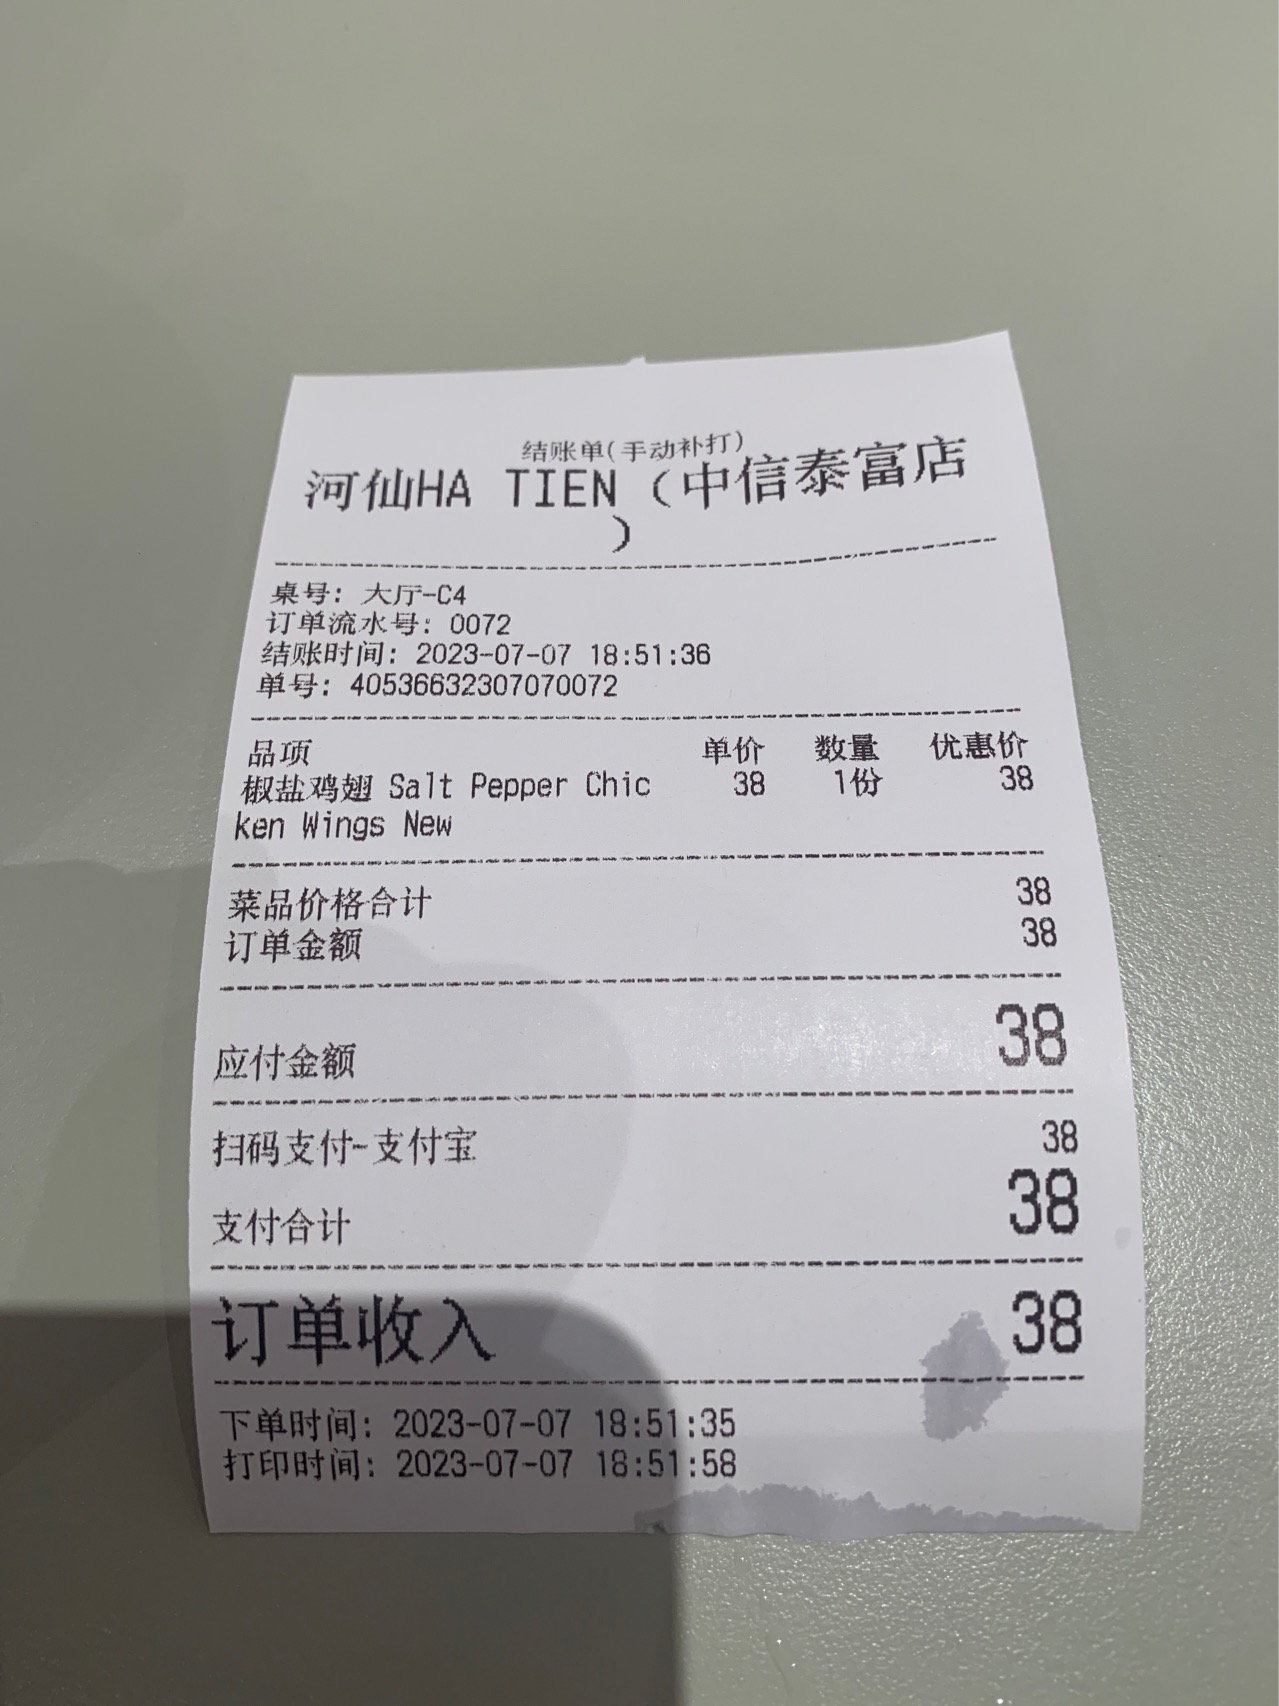 结账单(手动补打)
河仙HA TIEN（中信泰富店
）
桌号: 大厅-C4
订单流水号: 0072
结账时间: 2023-07-07 18:51:36
单号: 40536632307070072
品项 单价 数量 优惠价
椒盐鸡翅 Salt Pepper Chic 38 1份 38
ken Wings New
菜品价格合计 38
订单金额 38
应付金额 38
扫码支付-支付宝 38
支付合计 38
订单收入 38
下单时间: 2023-07-07 18:51:35
打印时间: 2023-07-07 18:51:58